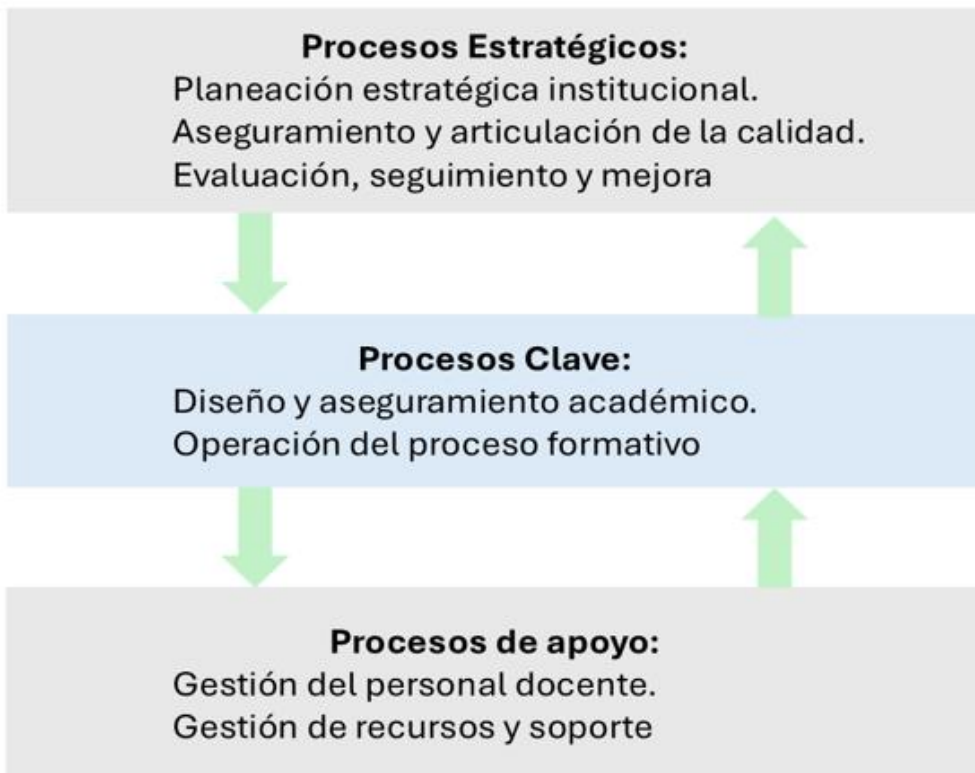 Procesos Estratégicos:
Planeación estratégica institucional.
Aseguramiento y articulación de la calidad.
Evaluación, seguimiento y mejora
Procesos Clave:
Diseño y aseguramiento académico.
Operación del proceso formativo
Procesos de apoyo:
Gestión del personal docente.
Gestión de recursos y soporte